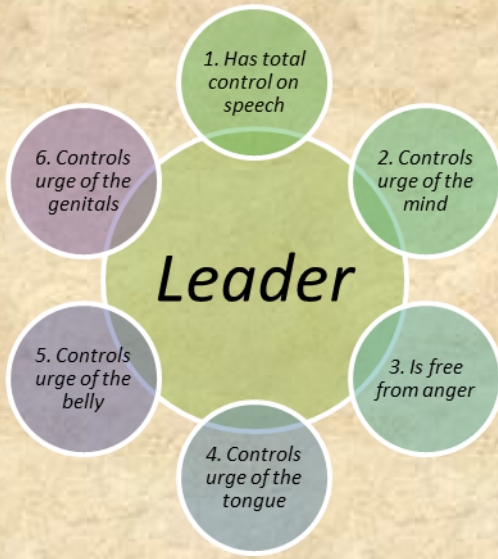 1. Has total
control on
speech
2. Controls
urge of the
mind
3. Is free
from anger
4. Controls
urge of the
tongue
5. Controls
urge of the
belly
6. Controls
urge of the
genitals
Leader